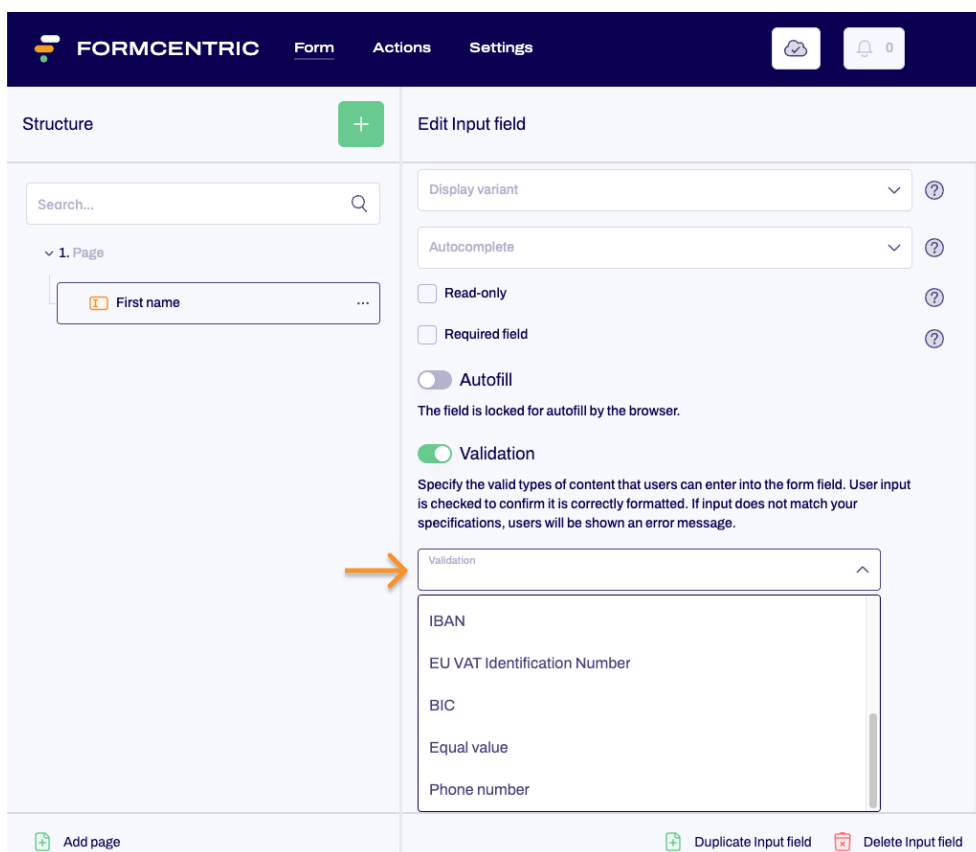 FORMCENTRIC
Form
Actions
Settings
0
Structure
+
Edit Input field
Search...
1. Page
First name
...
Display variant
?
Autocomplete
?
Read-only
?
Required field
?
Autofill
The field is locked for autofill by the browser.
Validation
Specify the valid types of content that users can enter into the form field. User input
is checked to confirm it is correctly formatted. If input does not match your
specifications, users will be shown an error message.
Validation
IBAN
EU VAT Identification Number
BIC
Equal value
Phone number
Add page
Duplicate Input field
Delete Input field